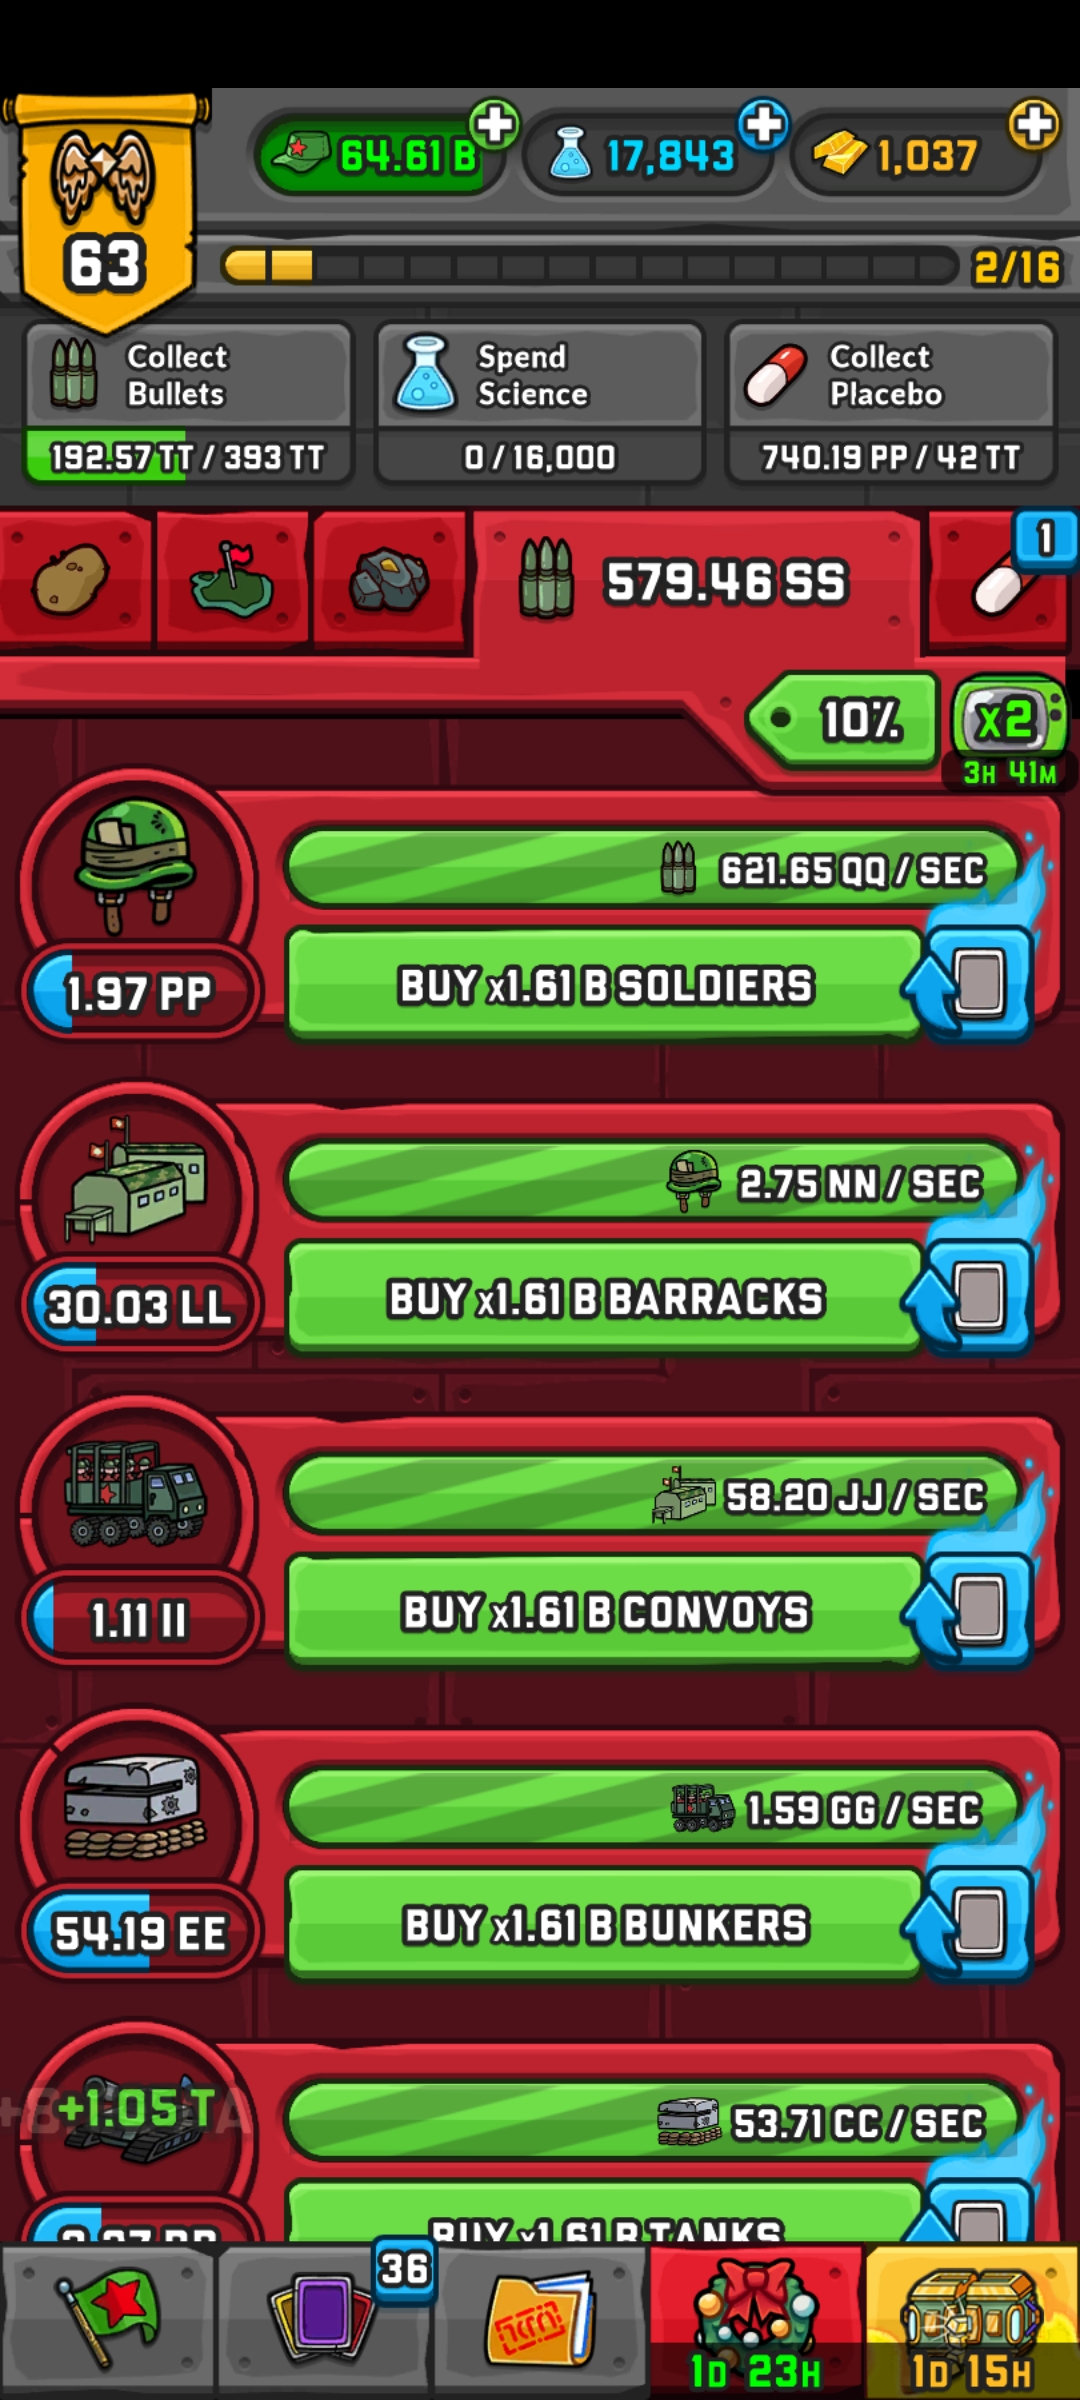 64.61 B
17,843
1,037
63
2/16
Collect
Bullets
192.57 TT / 393 TT
Spend
Science
0 / 16,000
Collect
Placebo
740.19 PP / 42 TT
579.46 SS
1
10%
x2
3H 41M
621.65 QQ / SEC
1.97 PP
BUY x1.61 B SOLDIERS
2.75 NN / SEC
30.03 LL
BUY x1.61 B BARRACKS
58.20 JJ / SEC
1.11 II
BUY x1.61 B CONVOYS
1.59 GG / SEC
54.19 EE
BUY x1.61 B BUNKERS
+1.05 T
53.71 CC / SEC
BUY x1.61 B TANKS
36
1D 23H
1D 15H